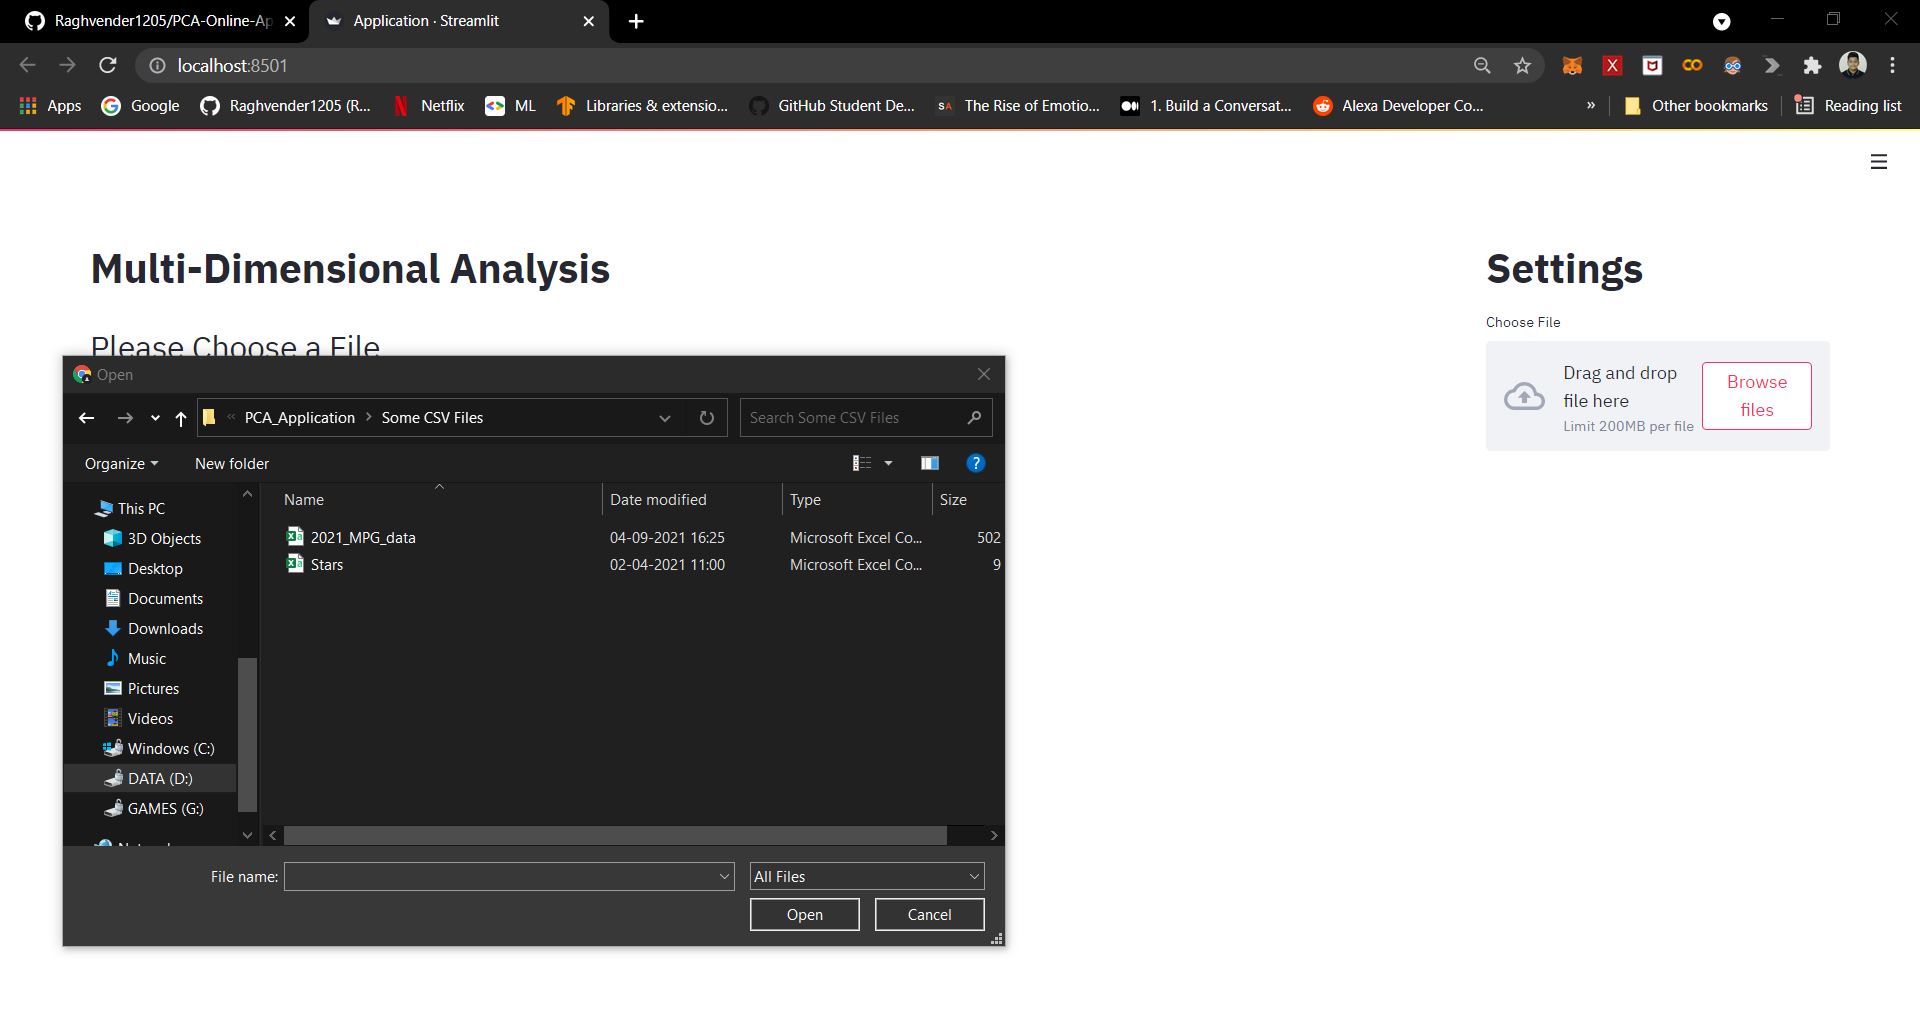 Raghvender1205/PCA-Online-Ap
Application · Streamlit
localhost:8501
Apps
Google
Raghvender1205 (R...
Netflix
ML
Libraries & extensio...
GitHub Student De...
SA
The Rise of Emotio...
1. Build a Conversat...
Alexa Developer Co...
»
Other bookmarks
Reading list
Multi-Dimensional Analysis
Please Choose a File
Settings
Choose File
Drag and drop
file here
Limit 200MB per file
Browse
files
Open
« PCA_Application > Some CSV Files
Search Some CSV Files
Organize
New folder
?
Name Date modified Type Size
2021_MPG_data 04-09-2021 16:25 Microsoft Excel Co... 502
Stars 02-04-2021 11:00 Microsoft Excel Co... 9
This PC
3D Objects
Desktop
Documents
Downloads
Music
Pictures
Videos
Windows (C:)
DATA (D:)
GAMES (G:)
File name:
All Files
Open
Cancel